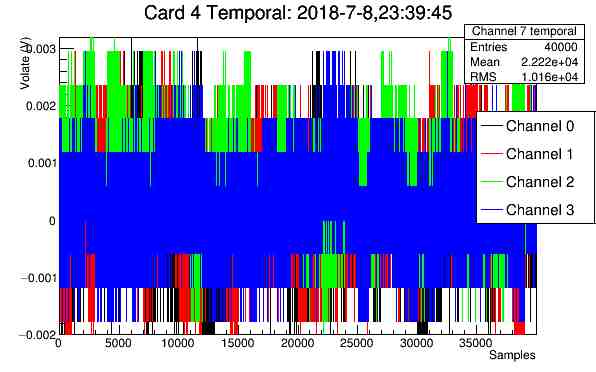 Card 4 Temporal: 2018-7-8,23:39:45
Channel 7 temporal
Entries 40000
Mean 2.222e+04
RMS 1.016e+04
Volate (V)
0.003
0.002
0.001
0
−0.001
−0.002
Channel 0
Channel 1
Channel 2
Channel 3
0 5000 10000 15000 20000 25000 30000 35000
Samples